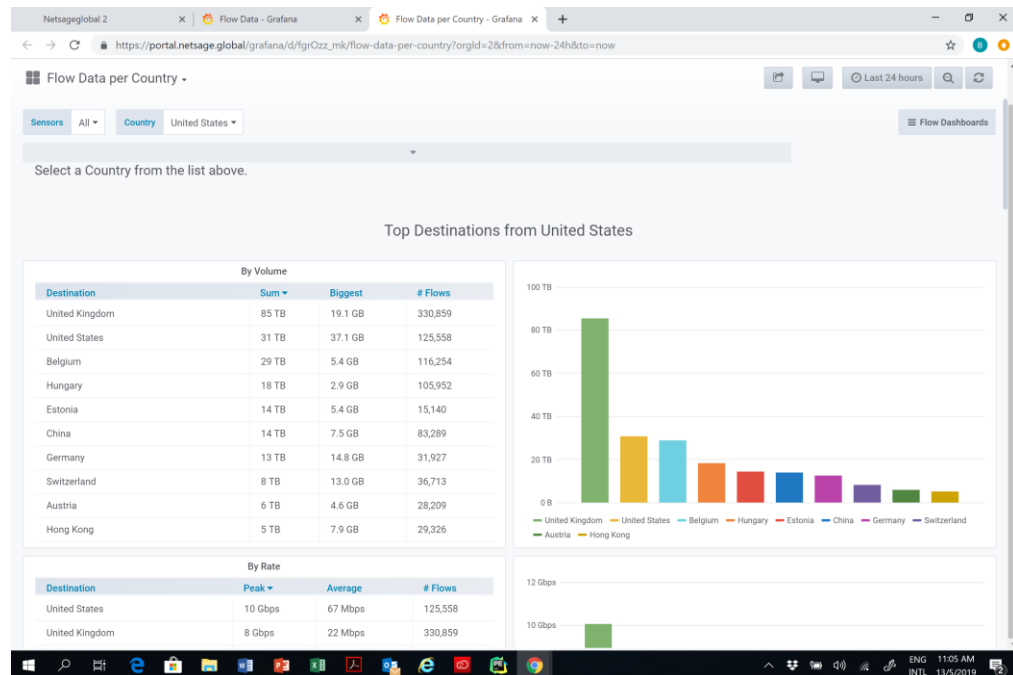 Netsageglobal 2
Flow Data - Grafana
Flow Data per Country - Grafana
https://portal.netsage.global/grafana/d/fgrOzz_mk/flow-data-per-country?orgId=2&from=now-24h&to=now
B
Flow Data per Country
Last 24 hours
Sensors All Country United States
Flow Dashboards
Select a Country from the list above.
Top Destinations from United States
By Volume
Destination Sum Biggest # Flows
United Kingdom 85 TB 19.1 GB 330,859
United States 31 TB 37.1 GB 125,558
Belgium 29 TB 5.4 GB 116,254
Hungary 18 TB 2.9 GB 105,952
Estonia 14 TB 5.4 GB 15,140
China 14 TB 7.5 GB 83,289
Germany 13 TB 14.8 GB 31,927
Switzerland 8 TB 13.0 GB 36,713
Austria 6 TB 4.6 GB 28,209
Hong Kong 5 TB 7.9 GB 29,326
100 TB
80 TB
60 TB
40 TB
20 TB
0 B
United Kingdom United States Belgium Hungary Estonia China Germany Switzerland
Austria Hong Kong
By Rate
Destination Peak Average # Flows
United States 10 Gbps 67 Mbps 125,558
United Kingdom 8 Gbps 22 Mbps 330,859
12 Gbps
10 Gbps
ENG 11:05 AM
INTL 13/5/2019